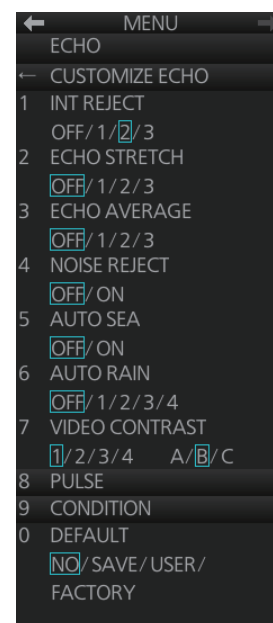 ← MENU →
ECHO
← CUSTOMIZE ECHO
1 INT REJECT
OFF/1/2/3
2 ECHO STRETCH
OFF/1/2/3
3 ECHO AVERAGE
OFF/1/2/3
4 NOISE REJECT
OFF/ON
5 AUTO SEA
OFF/ON
6 AUTO RAIN
OFF/1/2/3/4
7 VIDEO CONTRAST
1/2/3/4 A/B/C
8 PULSE
9 CONDITION
0 DEFAULT
NO/SAVE/USER/
FACTORY